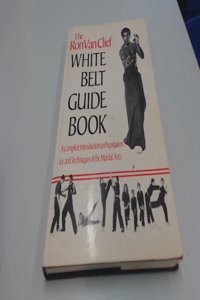 The
Ron Van Clief
WHITE
BELT
GUIDE
BOOK
A Complete Introduction to Preparation
for and Techniques of the Martial Arts